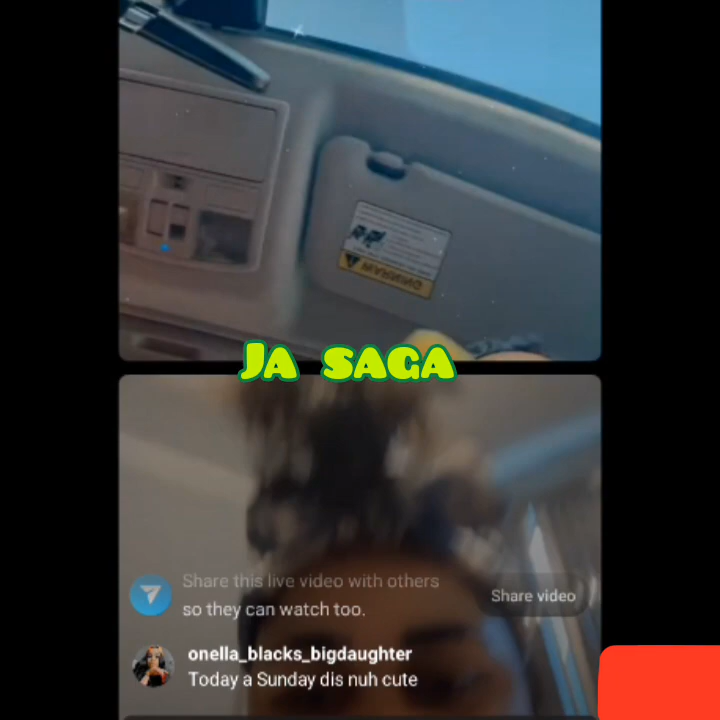 WARNING
JA SAGA
Share this live video with others
so they can watch too.
Share video
onella_blacks_bigdaughter
Today a Sunday dis nuh cute